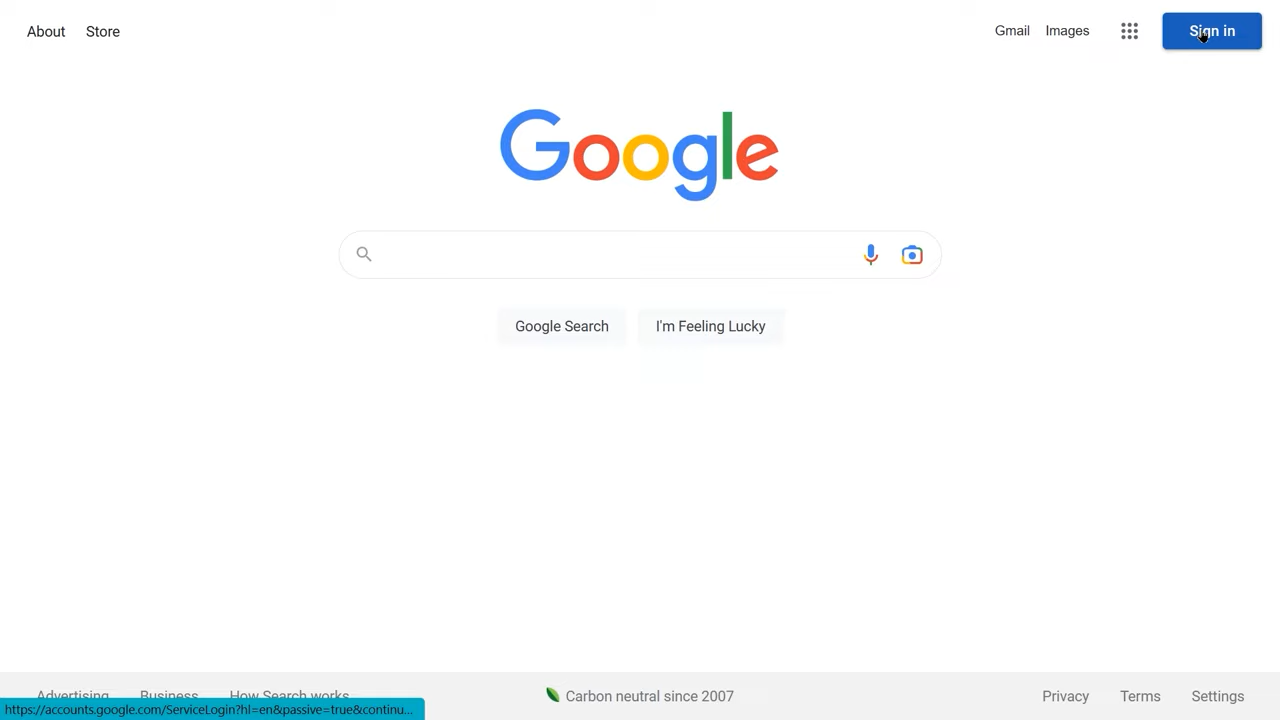 About Store Gmail Images Sign in
Google
Google Search I'm Feeling Lucky
Advertising Business How Search works Carbon neutral since 2007 Privacy Terms Settings
https://accounts.google.com/ServiceLogin?hl=en&passive=true&continu...